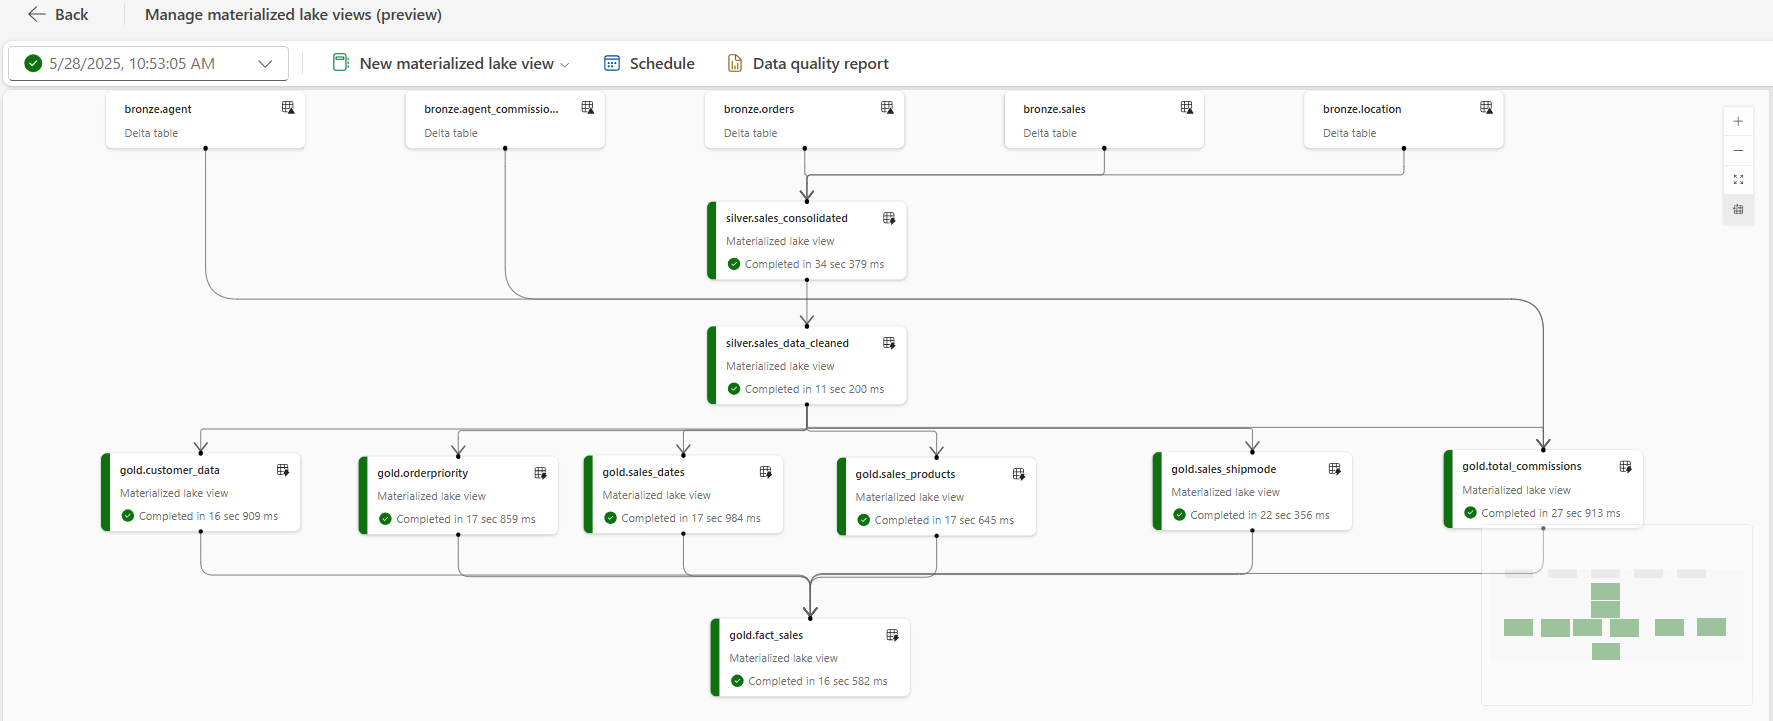 Back
Manage materialized lake views (preview)
5/28/2025, 10:53:05 AM
New materialized lake view
Schedule
Data quality report
bronze.agent
Delta table
bronze.agent_commissio...
Delta table
bronze.orders
Delta table
bronze.sales
Delta table
bronze.location
Delta table
silver.sales_consolidated
Materialized lake view
Completed in 34 sec 379 ms
silver.sales_data_cleaned
Materialized lake view
Completed in 11 sec 200 ms
gold.customer_data
Materialized lake view
Completed in 16 sec 909 ms
gold.orderpriority
Materialized lake view
Completed in 17 sec 859 ms
gold.sales_dates
Materialized lake view
Completed in 17 sec 984 ms
gold.sales_products
Materialized lake view
Completed in 17 sec 645 ms
gold.sales_shipmode
Materialized lake view
Completed in 22 sec 356 ms
gold.total_commissions
Materialized lake view
Completed in 27 sec 913 ms
gold.fact_sales
Materialized lake view
Completed in 16 sec 582 ms